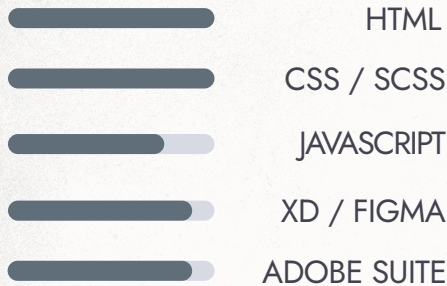 HTML
CSS / SCSS
JAVASCRIPT
XD / FIGMA
ADOBE SUITE